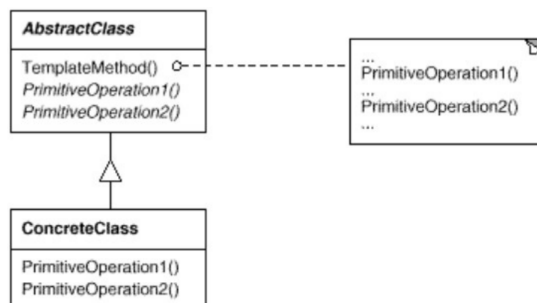 AbstractClass
TemplateMethod()
PrimitiveOperation1()
PrimitiveOperation2()
...
PrimitiveOperation1()
...
PrimitiveOperation2()
...
ConcreteClass
PrimitiveOperation1()
PrimitiveOperation2()